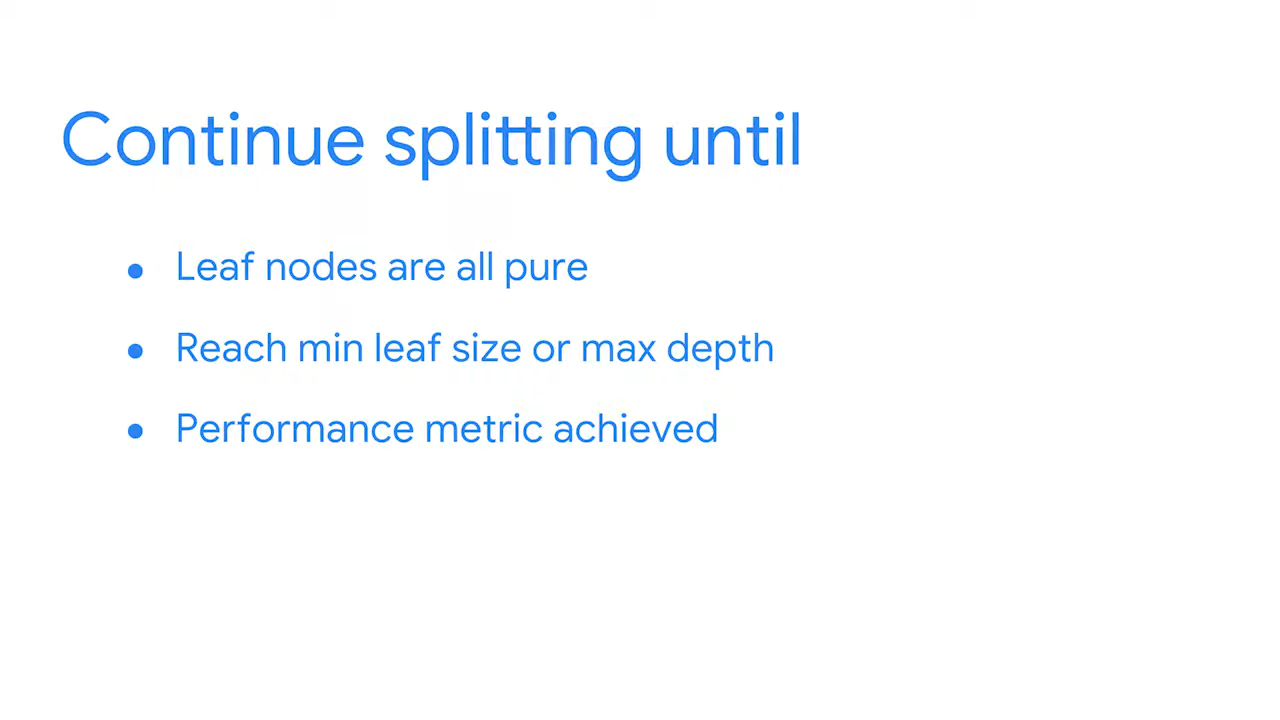 Continue splitting until
● Leaf nodes are all pure
● Reach min leaf size or max depth
● Performance metric achieved